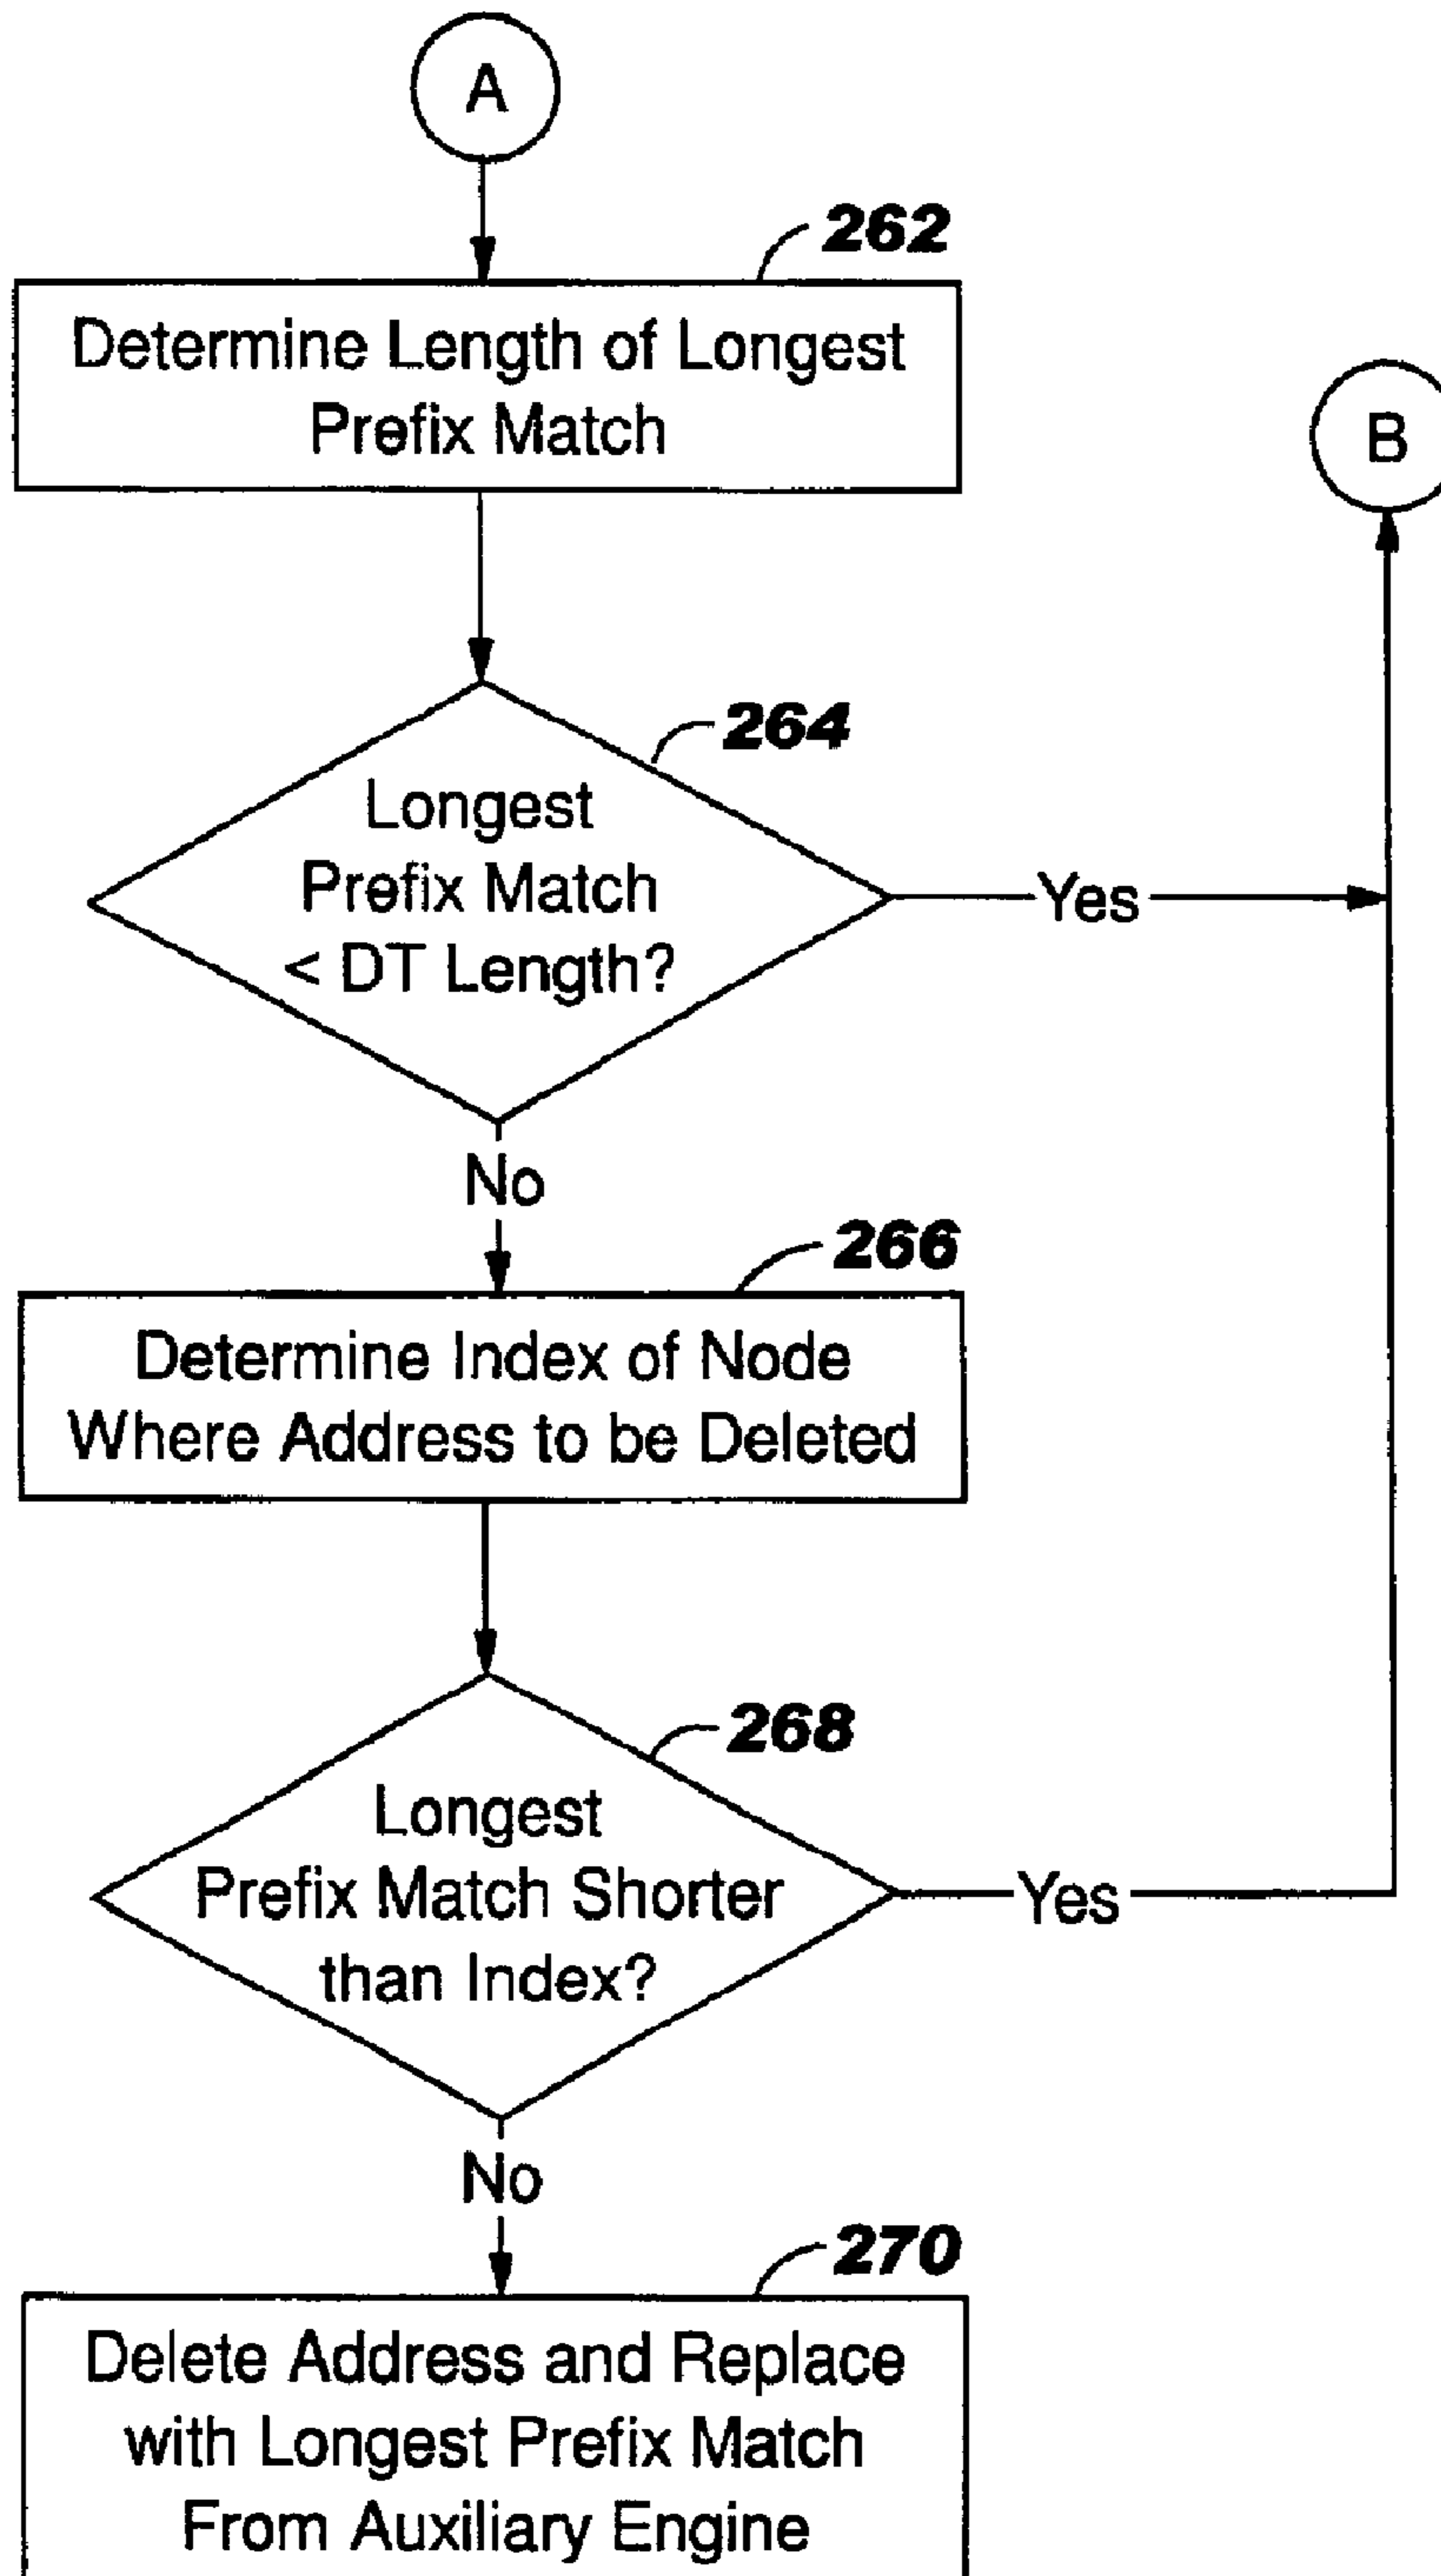 A
262
Determine Length of Longest
Prefix Match
B
264
Longest
Prefix Match
< DT Length?
Yes
No
266
Determine Index of Node
Where Address to be Deleted
268
Longest
Prefix Match Shorter
than Index?
Yes
No
270
Delete Address and Replace
with Longest Prefix Match
From Auxiliary Engine